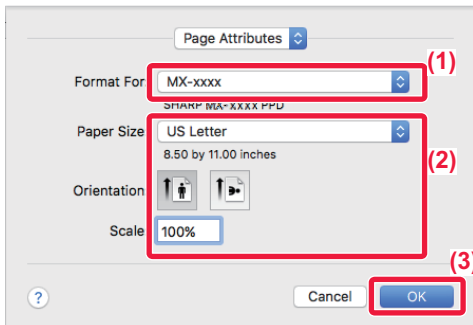 Page Attributes
(1)
Format For MX-xxxx
SHARP MX-xxxx PPD
Paper Size US Letter
8.50 by 11.00 inches
(2)
Orientation
Scale 100%
(3)
? Cancel OK